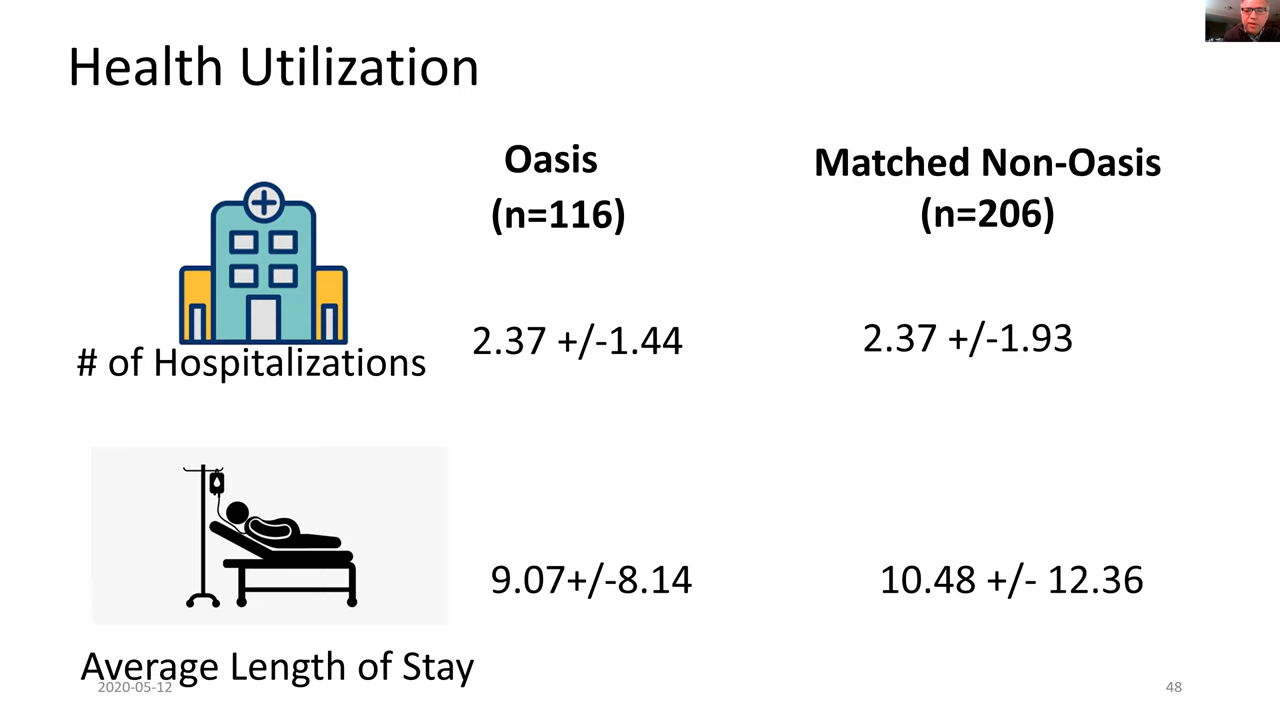 Health Utilization
Oasis
(n=116)
Matched Non-Oasis
(n=206)
# of Hospitalizations
2.37 +/-1.44
2.37 +/-1.93
9.07+/-8.14
10.48 +/- 12.36
Average Length of Stay
2020-05-12
48